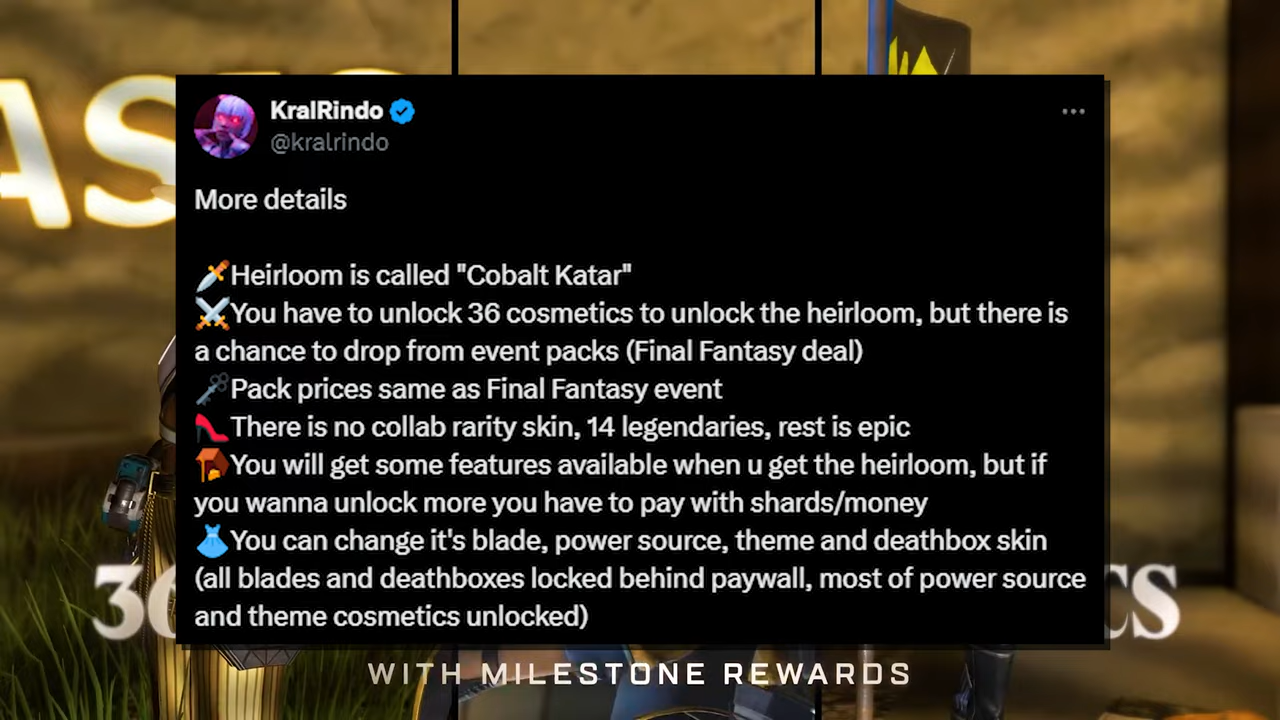 KralRindo
@kralrindo
More details
🗡️Heirloom is called "Cobalt Katar"
⚔️You have to unlock 36 cosmetics to unlock the heirloom, but there is
a chance to drop from event packs (Final Fantasy deal)
🗝️Pack prices same as Final Fantasy event
👠There is no collab rarity skin, 14 legendaries, rest is epic
You will get some features available when u get the heirloom, but if
you wanna unlock more you have to pay with shards/money
👗You can change it's blade, power source, theme and deathbox skin
(all blades and deathboxes locked behind paywall, most of power source
and theme cosmetics unlocked)
36
CS
WITH MILESTONE REWARDS